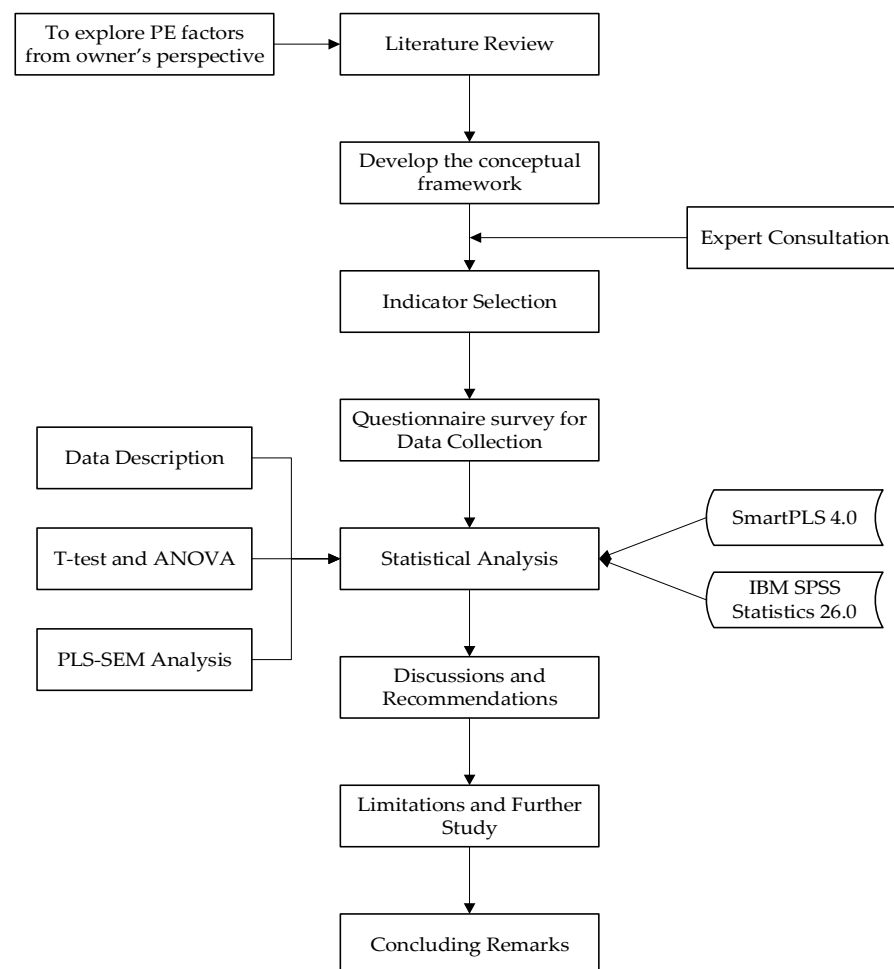 To explore PE factors
from owner's perspective
Literature Review
Develop the conceptual
framework
Expert Consultation
Indicator Selection
Questionnaire survey for
Data Collection
Data Description
T-test and ANOVA
PLS-SEM Analysis
Statistical Analysis
SmartPLS 4.0
IBM SPSS
Statistics 26.0
Discussions and
Recommendations
Limitations and Further
Study
Concluding Remarks